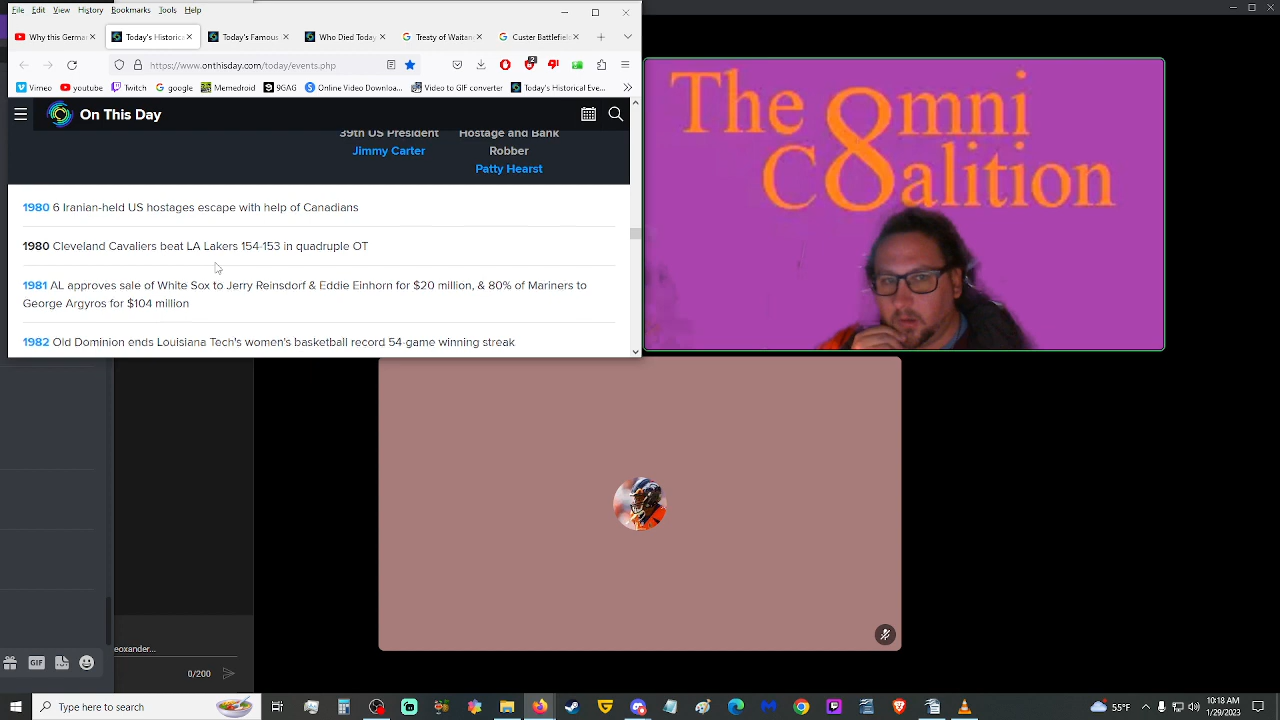 File Edit View History Bookmarks Tools Help
Why this Germa
Today's Historic
Today's Famous
Who Died Today
Treaty of Waitan
Custer Battlefield
https://www.onthisday.com/today/events.php
2
Vimeo youtube Twitch google Memedroid 9GAG Online Video Download... Video to GIF converter Today's Historical Eve...
On This Day
39th US President
Jimmy Carter
Hostage and Bank
Robber
Patty Hearst
1980 6 Iranian-held US hostages escape with help of Canadians
1980 Cleveland Cavaliers beat LA Lakers 154-153 in quadruple OT
1981 AL approves sale of White Sox to Jerry Reinsdorf & Eddie Einhorn for $20 million, & 80% of Mariners to
George Argyros for $104 million
1982 Old Dominion ends Louisiana Tech's women's basketball record 54-game winning streak
The 8mni
C8alition
eoxander...
GIF
0/200
Type here to search
55°F
10:18 AM
1/29/2023